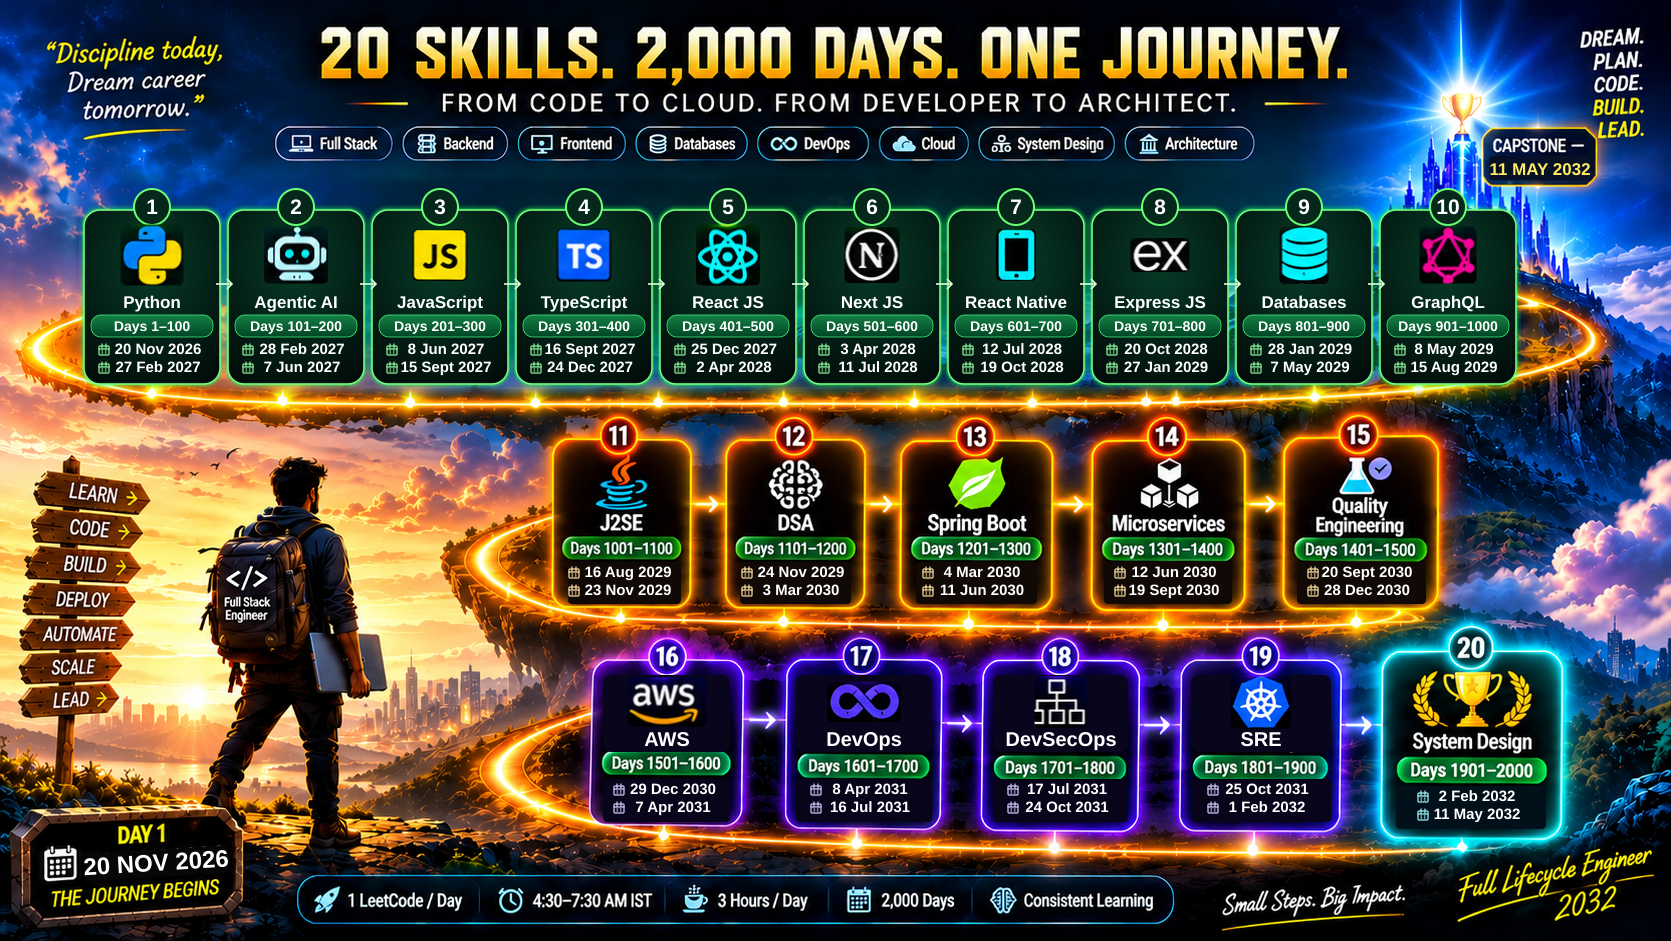 “Discipline today,
Dream career
tomorrow.”
20 SKILLS. 2,000 DAYS. ONE JOURNEY.
FROM CODE TO CLOUD. FROM DEVELOPER TO ARCHITECT.
Full Stack
Backend
Frontend
Databases
DevOps
Cloud
System Design
Architecture
DREAM.
PLAN.
CODE.
BUILD.
LEAD.
CAPSTONE —
11 MAY 2032
1
Python
Days 1–100
20 Nov 2026
27 Feb 2027
2
Agentic AI
Days 101–200
28 Feb 2027
7 Jun 2027
3
JS
JavaScript
Days 201–300
8 Jun 2027
15 Sept 2027
4
TS
TypeScript
Days 301–400
16 Sept 2027
24 Dec 2027
5
React JS
Days 401–500
25 Dec 2027
2 Apr 2028
6
N
Next JS
Days 501–600
3 Apr 2028
11 Jul 2028
7
React Native
Days 601–700
12 Jul 2028
19 Oct 2028
8
ex
Express JS
Days 701–800
20 Oct 2028
27 Jan 2029
9
Databases
Days 801–900
28 Jan 2029
7 May 2029
10
GraphQL
Days 901–1000
8 May 2029
15 Aug 2029
11
J2SE
Days 1001–1100
16 Aug 2029
23 Nov 2029
12
DSA
Days 1101–1200
24 Nov 2029
3 Mar 2030
13
Spring Boot
Days 1201–1300
4 Mar 2030
11 Jun 2030
14
Microservices
Days 1301–1400
12 Jun 2030
19 Sept 2030
15
Quality
Engineering
Days 1401–1500
20 Sept 2030
28 Dec 2030
LEARN
CODE
BUILD
DEPLOY
AUTOMATE
SCALE
LEAD
</>
Full Stack
Engineer
16
aws
AWS
Days 1501–1600
29 Dec 2030
7 Apr 2031
17
DevOps
Days 1601–1700
8 Apr 2031
16 Jul 2031
18
DevSecOps
Days 1701–1800
17 Jul 2031
24 Oct 2031
19
SRE
Days 1801–1900
25 Oct 2031
1 Feb 2032
20
System Design
Days 1901–2000
2 Feb 2032
11 May 2032
DAY 1
20 NOV 2026
THE JOURNEY BEGINS
1 LeetCode / Day
4:30–7:30 AM IST
3 Hours / Day
2,000 Days
Consistent Learning
Small Steps. Big Impact.
Full Lifecycle Engineer
2032